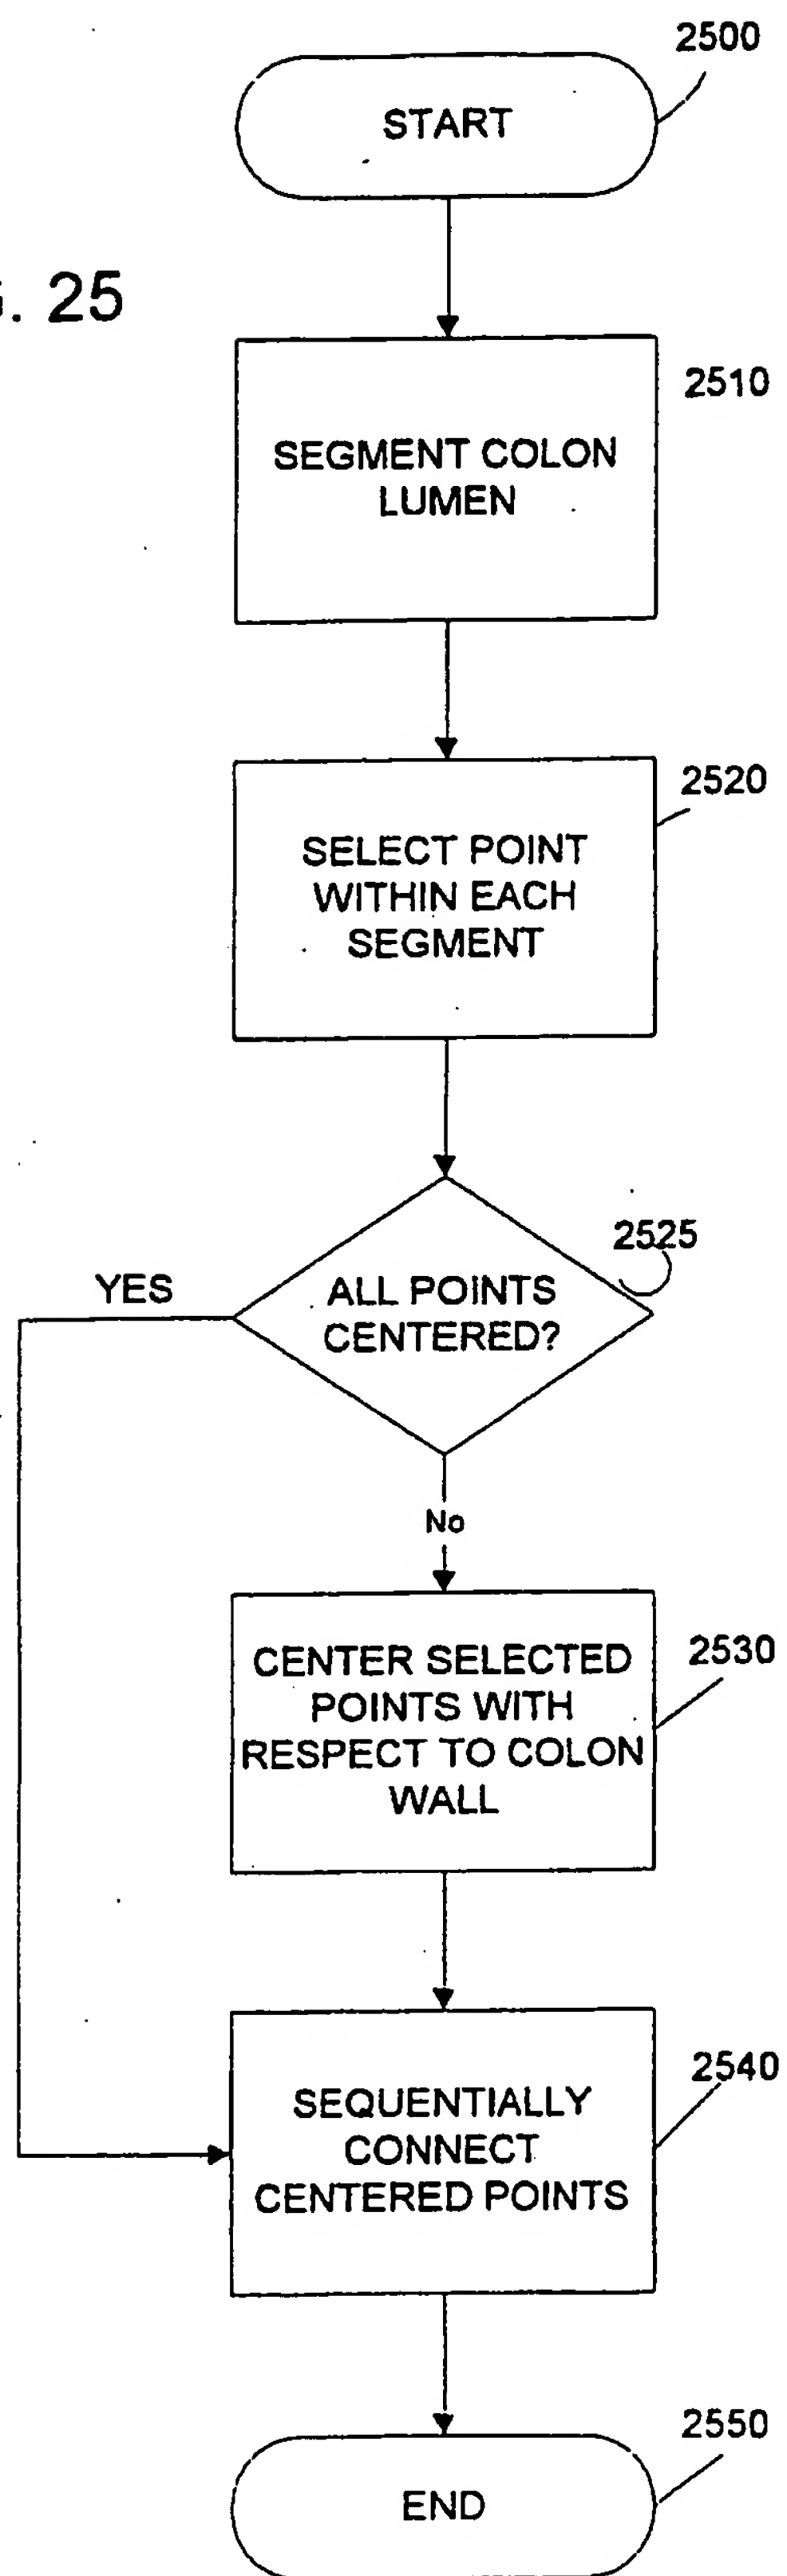 2500
START
. 25
2510
SEGMENT COLON
LUMEN
2520
SELECT POINT
WITHIN EACH
SEGMENT
2525
YES
ALL POINTS
CENTERED?
No
2530
CENTER SELECTED
POINTS WITH
RESPECT TO COLON
WALL
2540
SEQUENTIALLY
CONNECT
CENTERED POINTS
2550
END